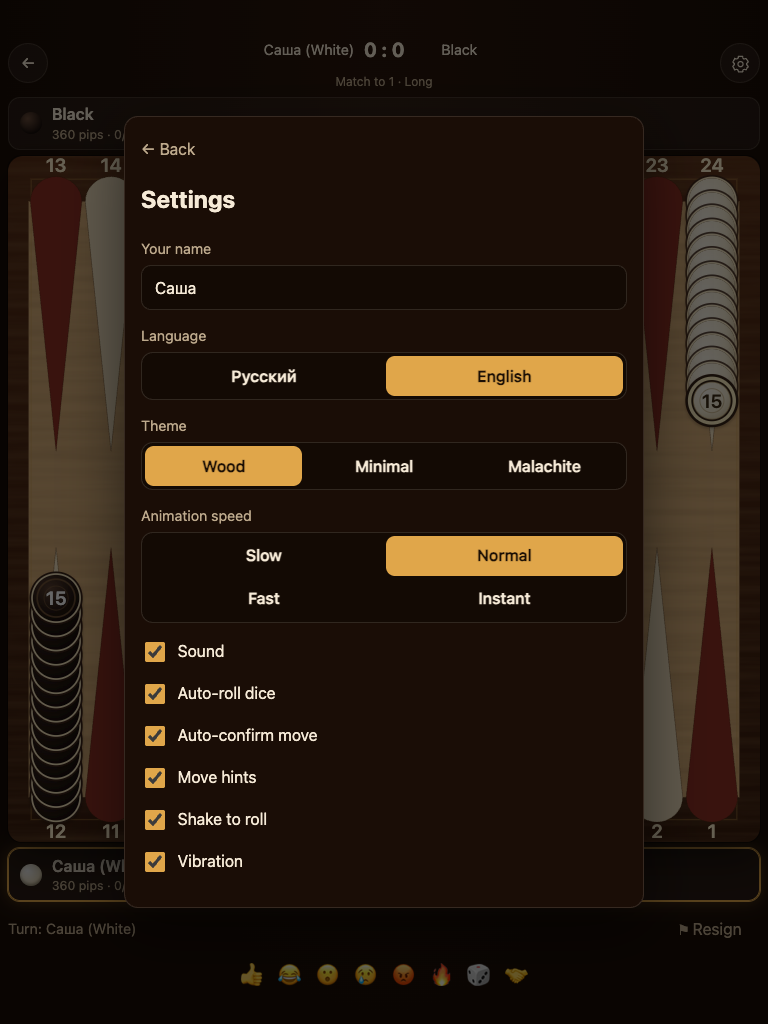 Саша (White) 0 : 0 Black
Match to 1 · Long
Black
360 pips · 0/
13 14 23 24
← Back
Settings
Your name
Саша
Language
Русский English
Theme
Wood Minimal Malachite
Animation speed
Slow Normal
Fast Instant
15
15
Sound
Auto-roll dice
Auto-confirm move
Move hints
Shake to roll
Vibration
12 11 2 1
Саша (Wh
360 pips · 0/
Turn: Саша (White)
Resign